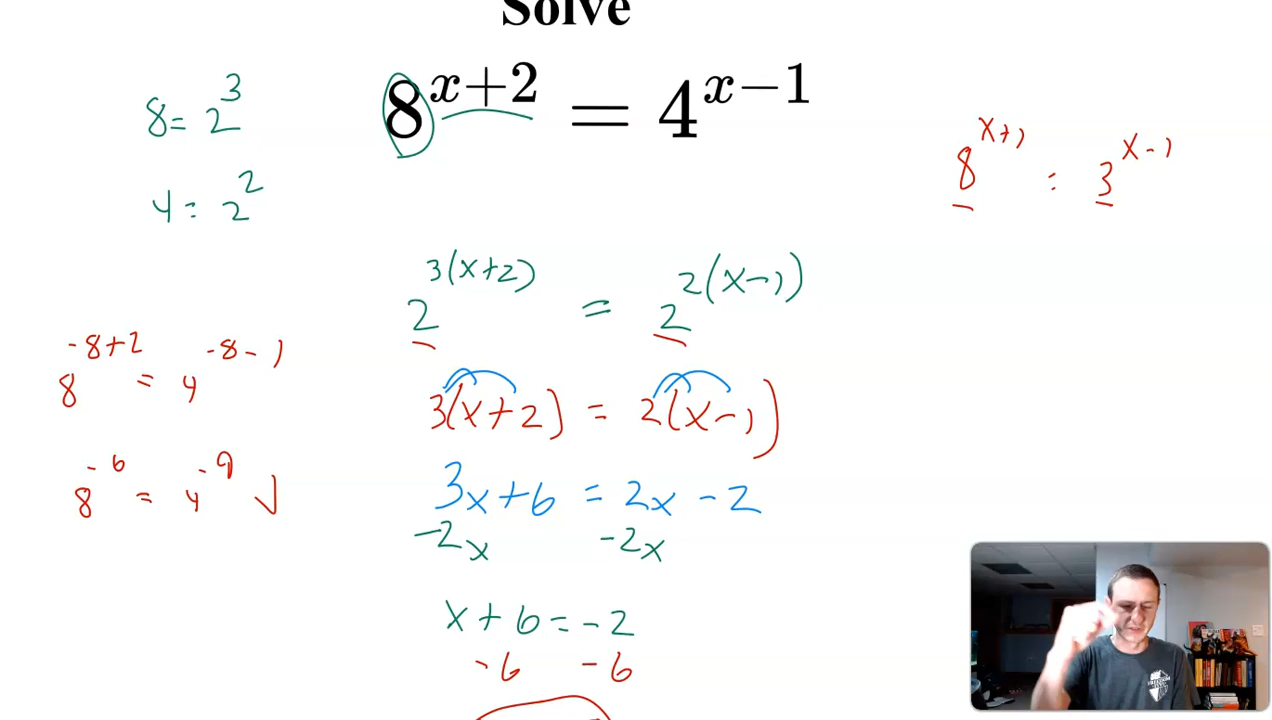 Solve
8^{x+2} = 4^{x-1}
8 = 2^3
4 = 2^2
8^{x+1} = 3^{x-1}
2^{3(x+2)} = 2^{2(x-1)}
8^{-8+2} = 4^{-8-1}
8^{-6} = 4^{-9} ✓
3(x+2) = 2(x-1)
3x+6 = 2x-2
-2x -2x
x+6 = -2
-6 -6